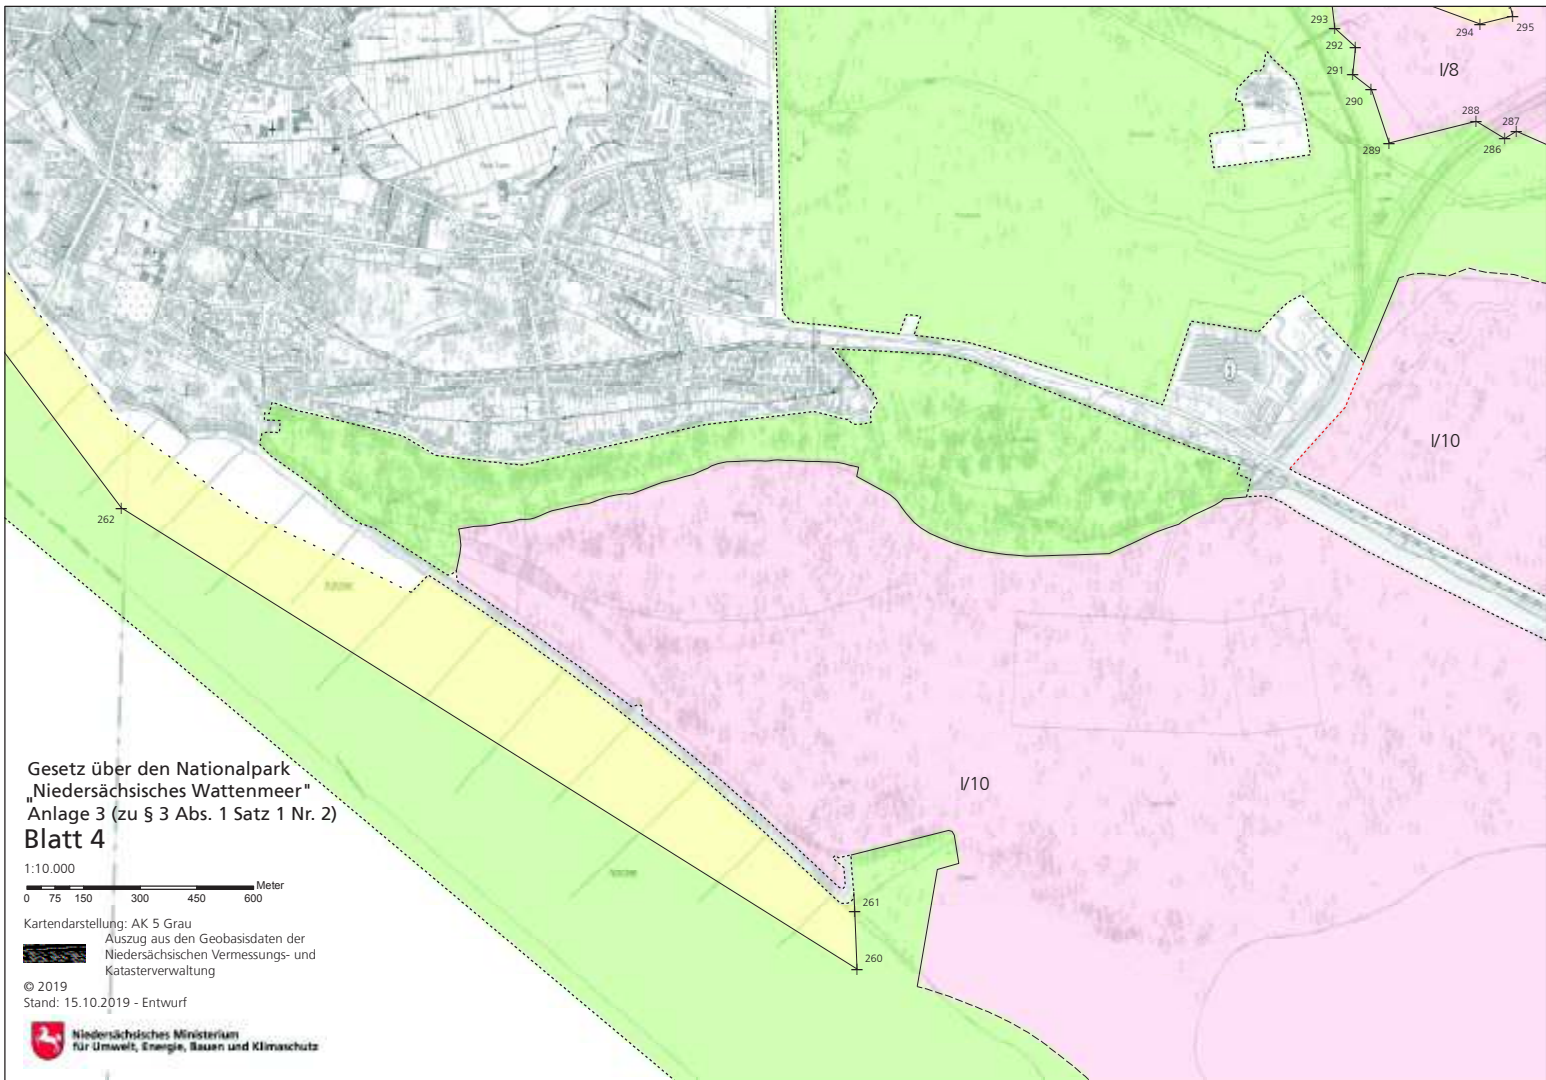 293
292
291
290
289
288
287
286
294
295
I/8
I/10
262
I/10
261
260
Gesetz über den Nationalpark
„Niedersächsisches Wattenmeer"
Anlage 3 (zu § 3 Abs. 1 Satz 1 Nr. 2)
Blatt 4
1:10.000
0 75 150 300 450 600 Meter
Kartendarstellung: AK 5 Grau
Auszug aus den Geobasisdaten der
Niedersächsischen Vermessungs- und
Katasterverwaltung
© 2019
Stand: 15.10.2019 - Entwurf
Niedersächsisches Ministerium
für Umwelt, Energie, Bauen und Klimaschutz